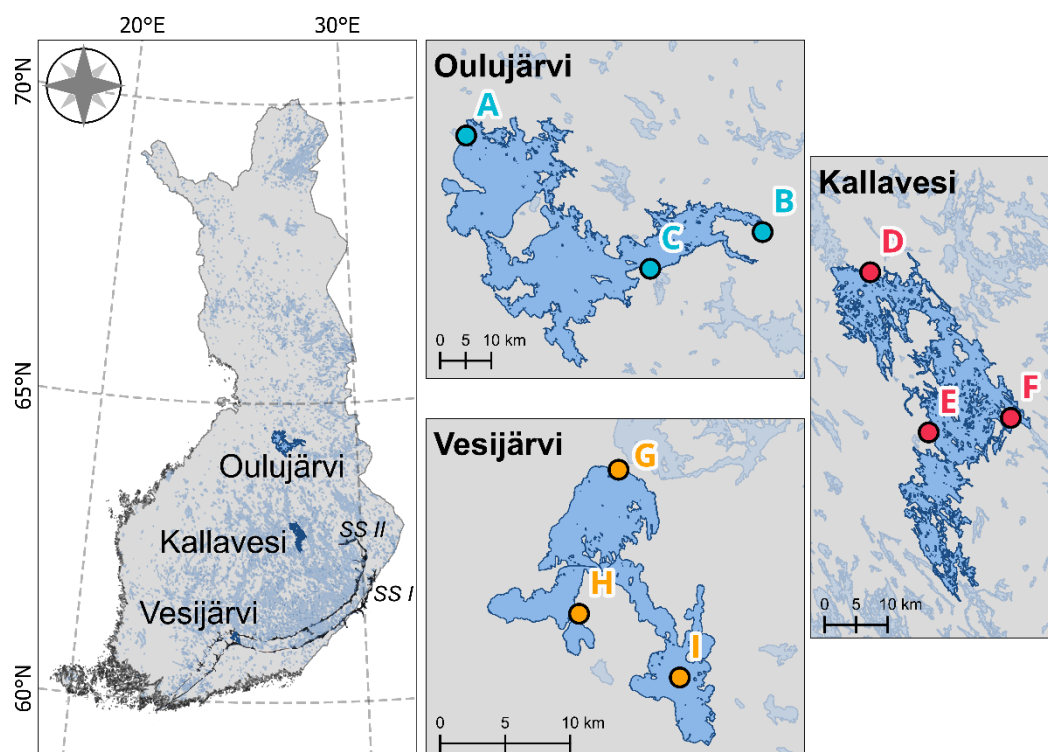 20°E 30°E
70°N
65°N
60°N
Oulujärvi
Kallavesi
Vesijärvi
SS II
SS I
Oulujärvi
A
B
C
0 5 10 km
Vesijärvi
G
H
I
0 5 10 km
Kallavesi
D
E
F
0 5 10 km